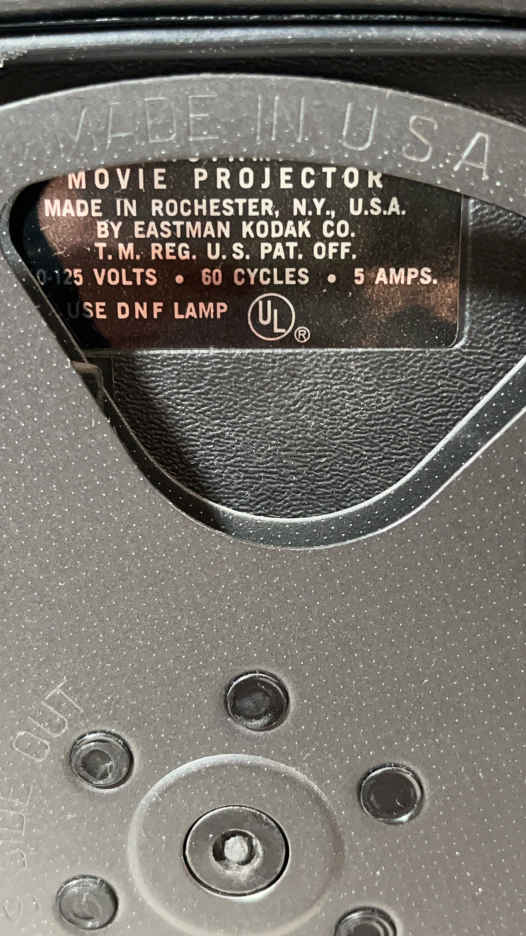 MADE IN U.S.A.
MOVIE PROJECTOR
MADE IN ROCHESTER, N.Y., U.S.A.
BY EASTMAN KODAK CO.
T. M. REG. U. S. PAT. OFF.
0-125 VOLTS • 60 CYCLES • 5 AMPS.
USE DNF LAMP UL ®
OUT